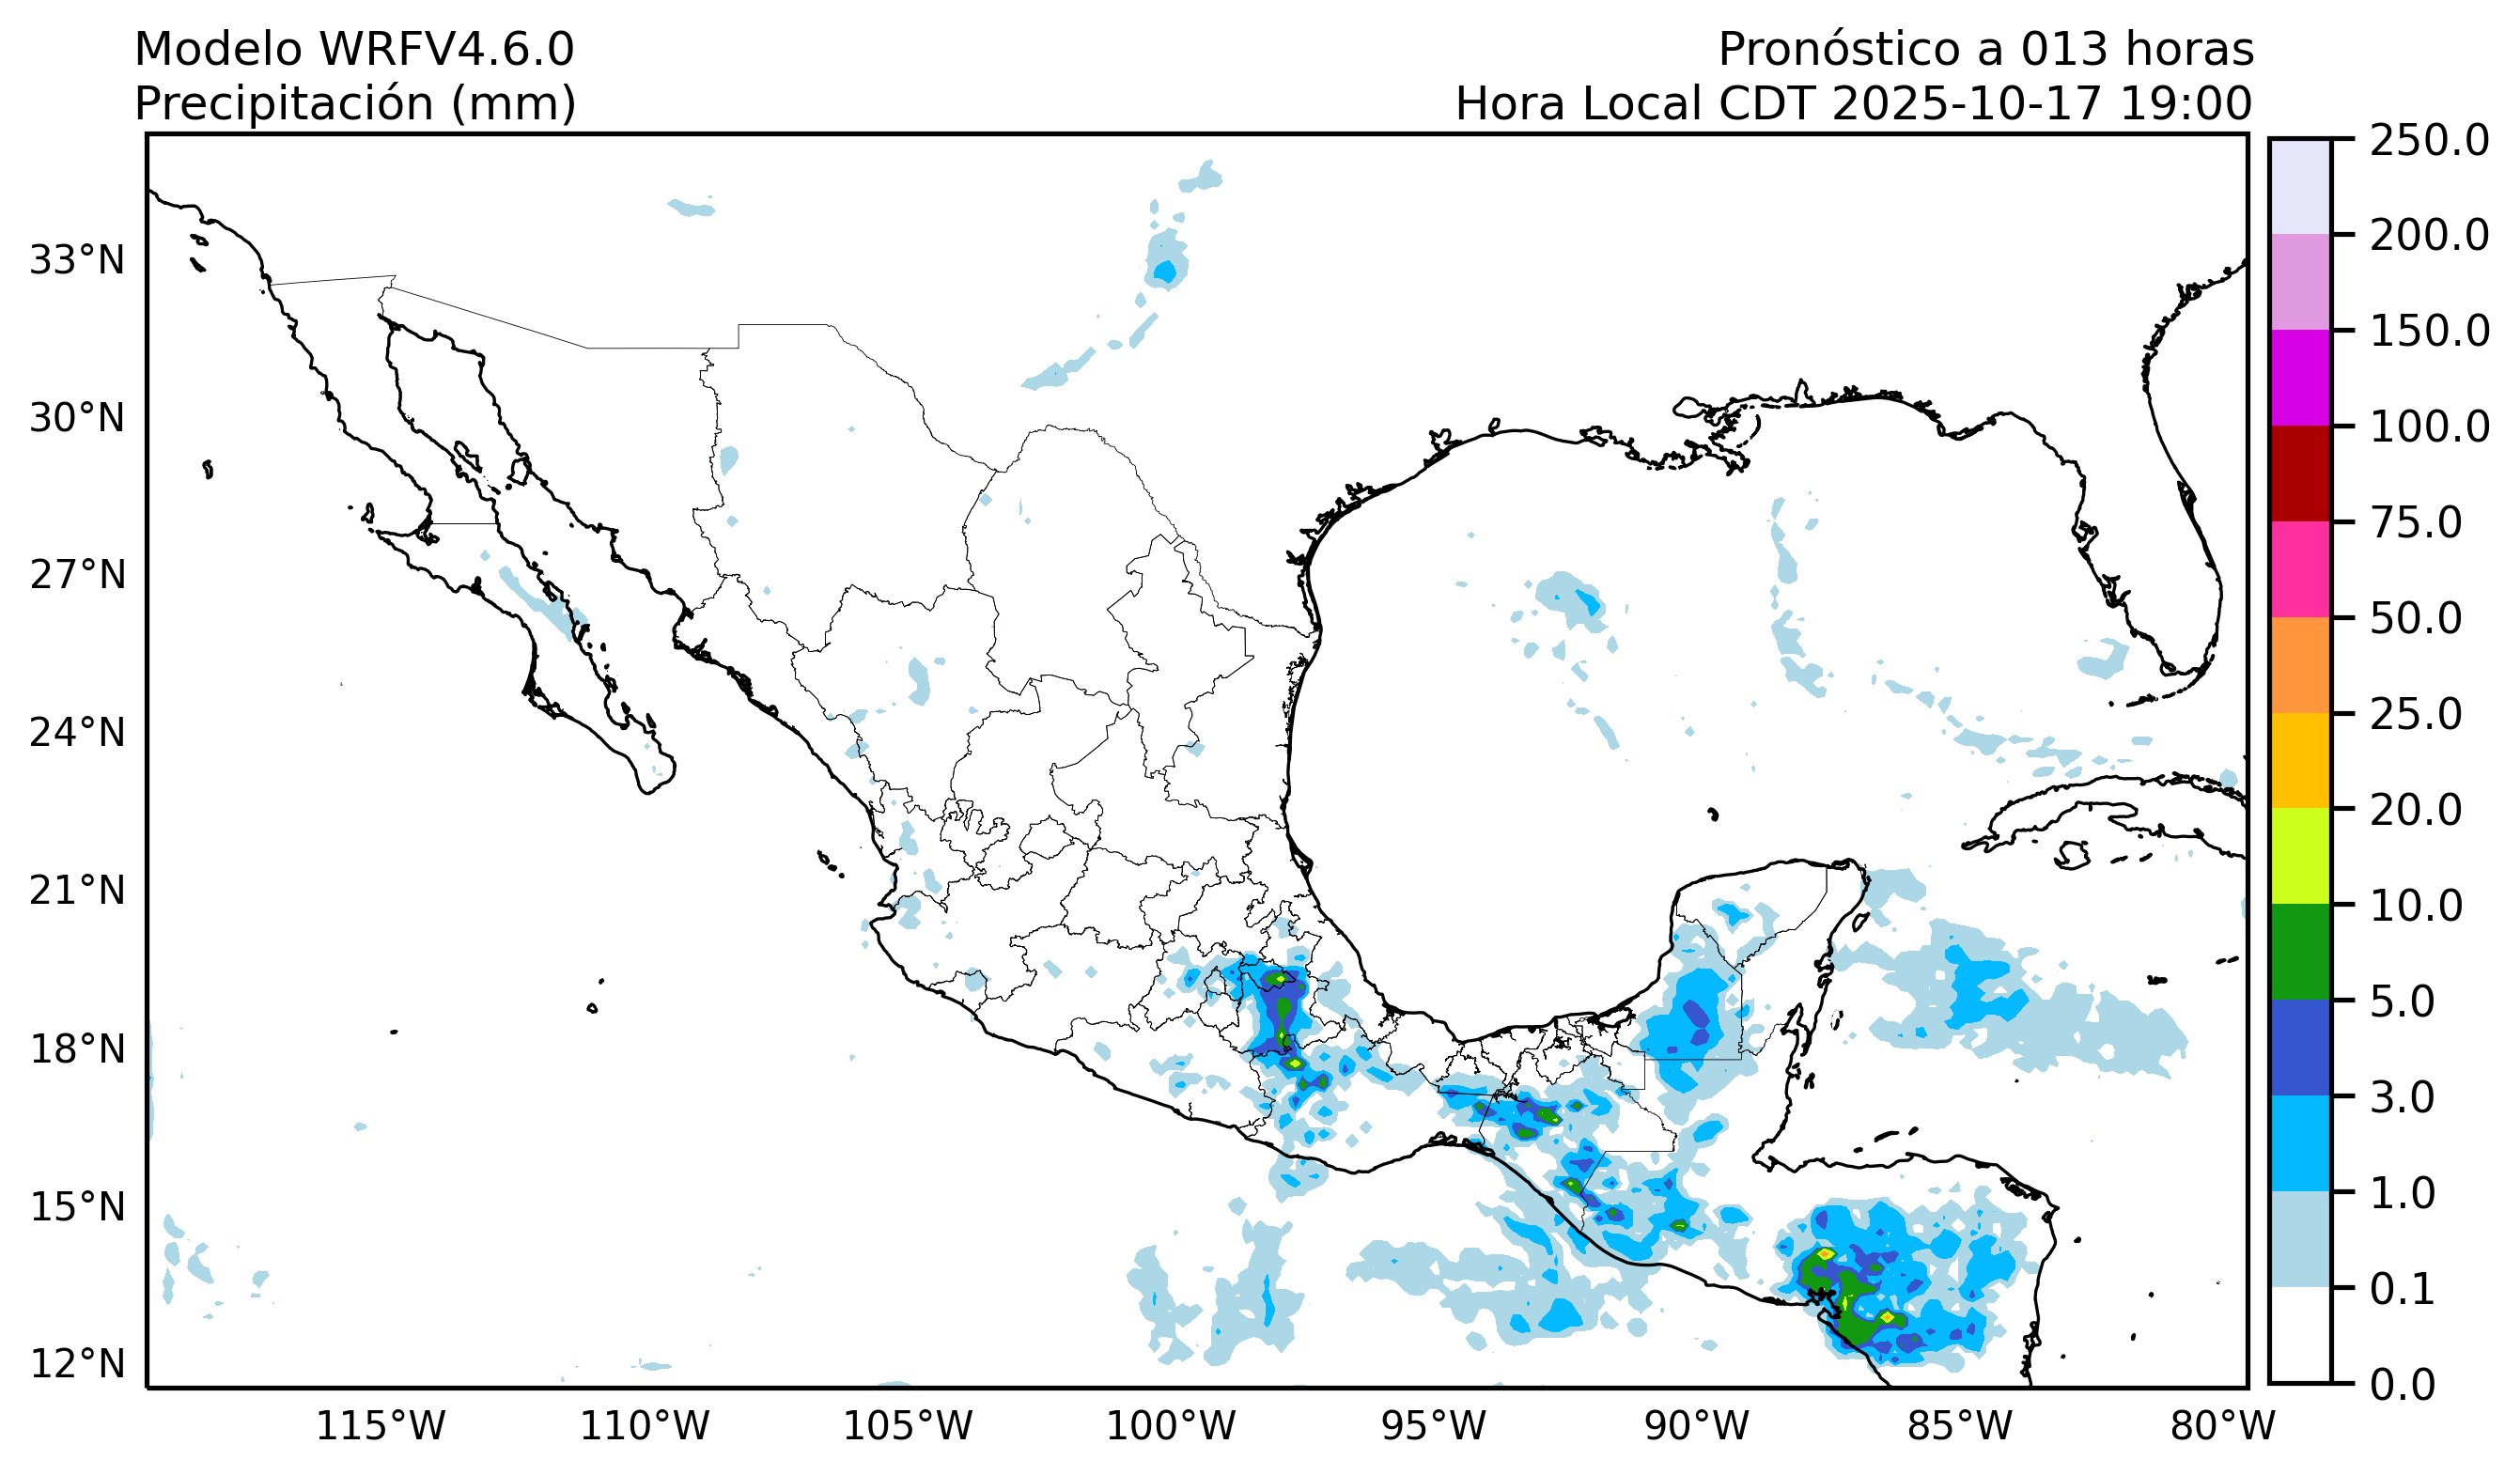 Modelo WRFV4.6.0
Precipitación (mm)
Pronóstico a 013 horas
Hora Local CDT 2025-10-17 19:00
33°N
30°N
27°N
24°N
21°N
18°N
15°N
12°N
115°W
110°W
105°W
100°W
95°W
90°W
85°W
80°W
250.0
200.0
150.0
100.0
75.0
50.0
25.0
20.0
10.0
5.0
3.0
1.0
0.1
0.0